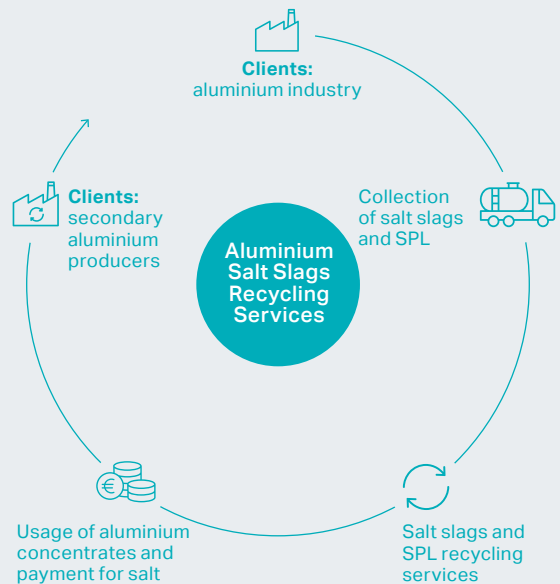 Clients:
aluminium industry
Collection
of salt slags
and SPL
Salt slags and
SPL recycling
services
€
Usage of aluminium
concentrates and
payment for salt
Clients:
secondary
aluminium
producers
Aluminium
Salt Slags
Recycling
Services